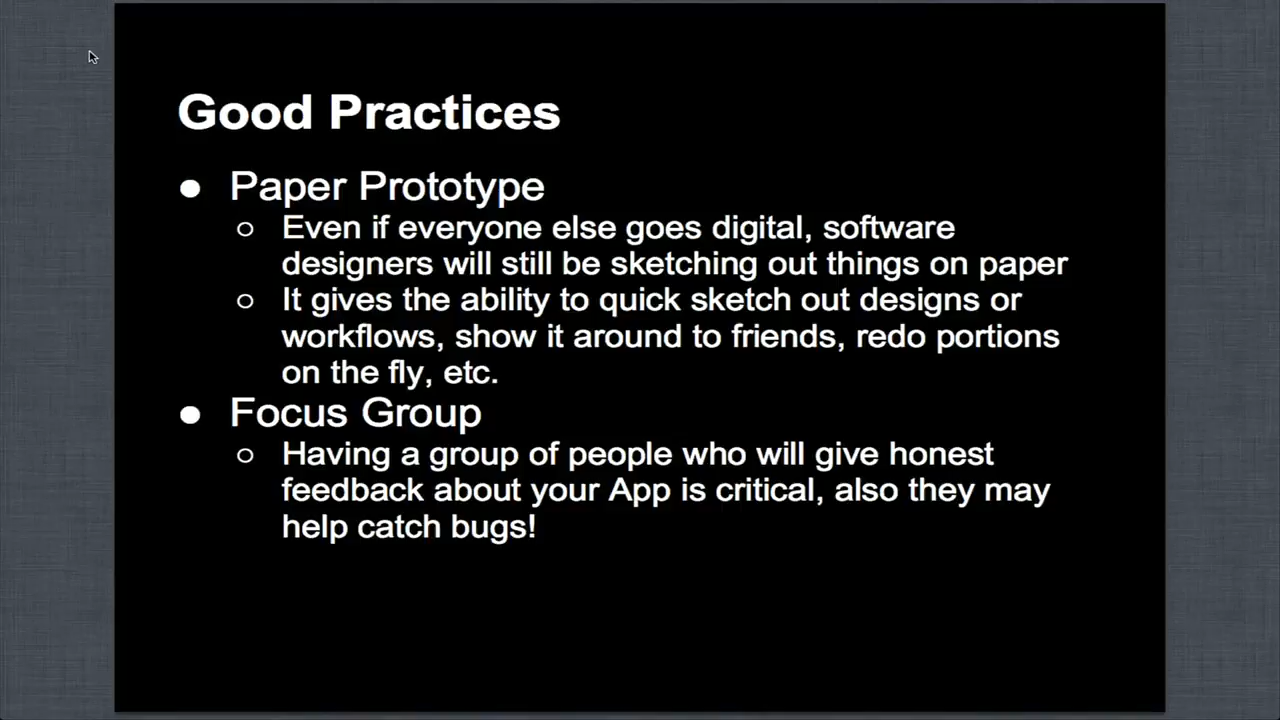 Good Practices
● Paper Prototype
○ Even if everyone else goes digital, software
designers will still be sketching out things on paper
○ It gives the ability to quick sketch out designs or
workflows, show it around to friends, redo portions
on the fly, etc.
● Focus Group
○ Having a group of people who will give honest
feedback about your App is critical, also they may
help catch bugs!